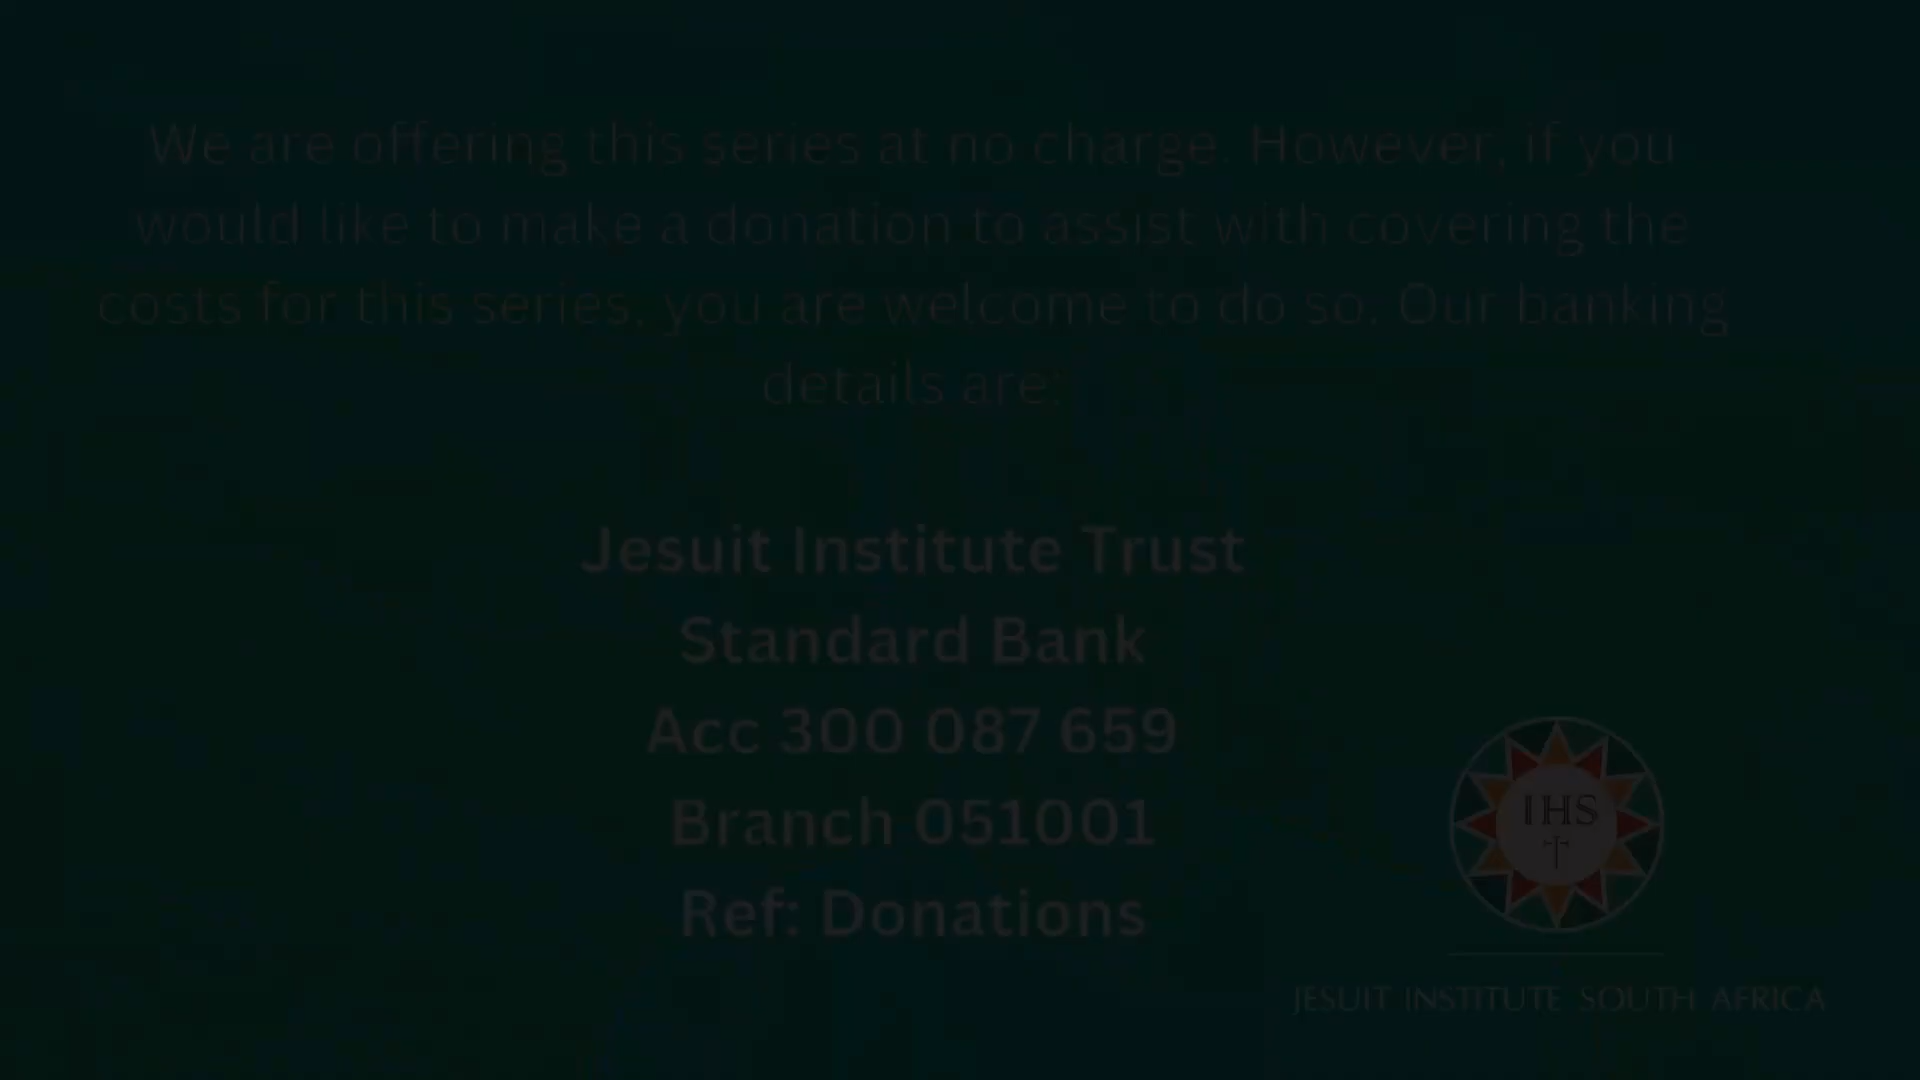 We are offering this series at no charge. However, if you
would like to make a donation to assist with covering the
costs for this series, you are welcome to do so. Our banking
details are:
Jesuit Institute Trust
Standard Bank
Acc 300 087 659
Branch 051001
Ref: Donations
IHS
JESUIT INSTITUTE SOUTH AFRICA